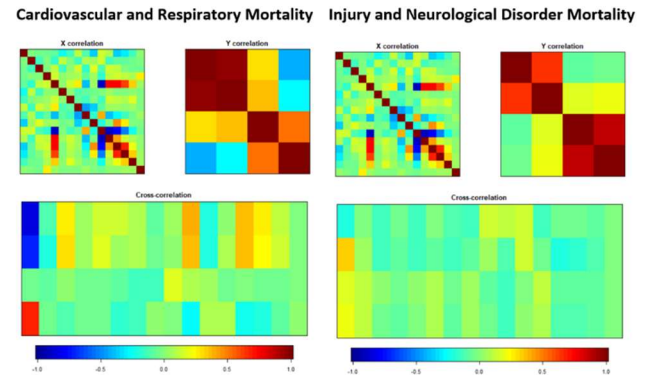 Cardiovascular and Respiratory Mortality
X correlation
Y correlation
Cross-correlation
-1.0 -0.5 0.0 0.5 1.0
Injury and Neurological Disorder Mortality
X correlation
Y correlation
Cross-correlation
-1.0 -0.5 0.0 0.5 1.0